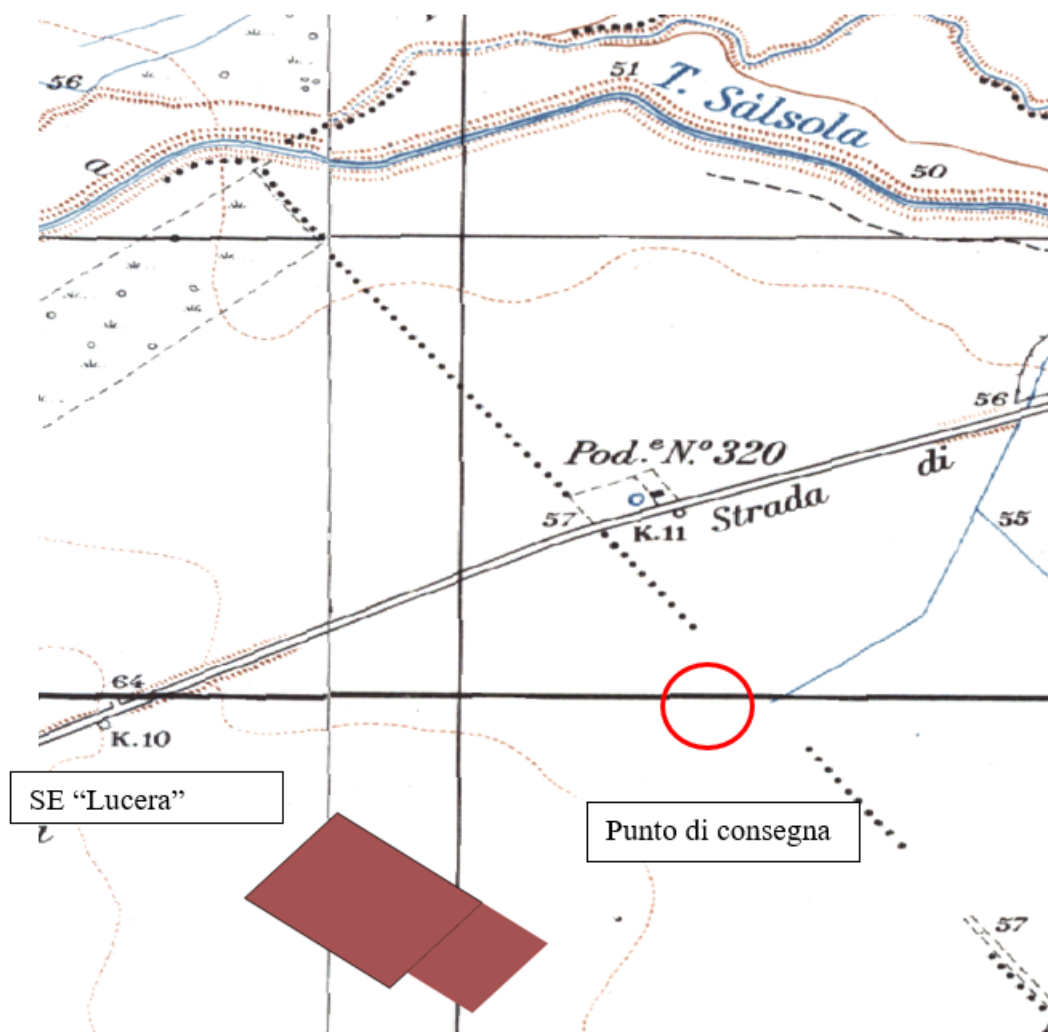 56
51
T. Sàlsola
a
50
56
Pod.e N.o 320
di
57
K.11
Strada
55
64
K.10
SE “Lucera”
i
Punto di consegna
57